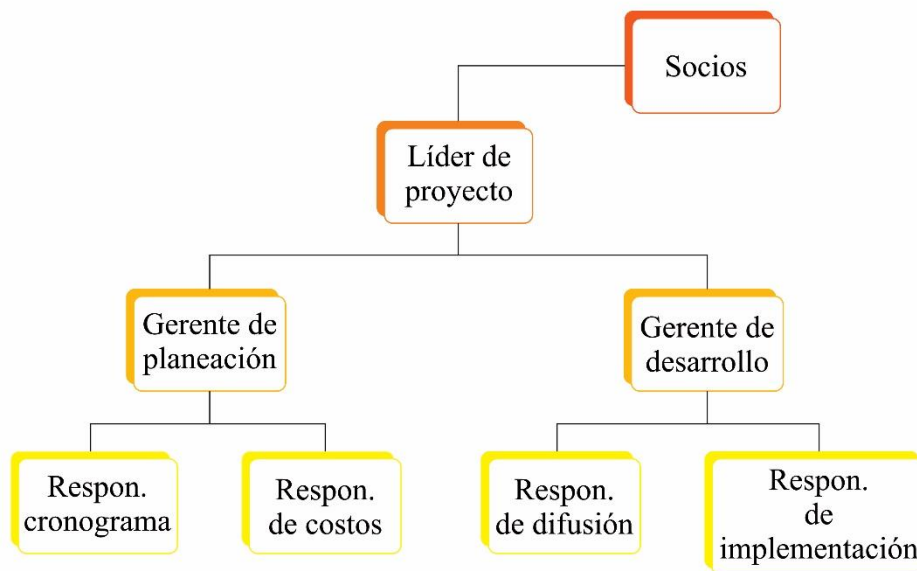 Socios
Líder de
proyecto
Gerente de
planeación
Gerente de
desarrollo
Respon.
cronograma
Respon.
de costos
Respon.
de difusión
Respon.
de
implementación